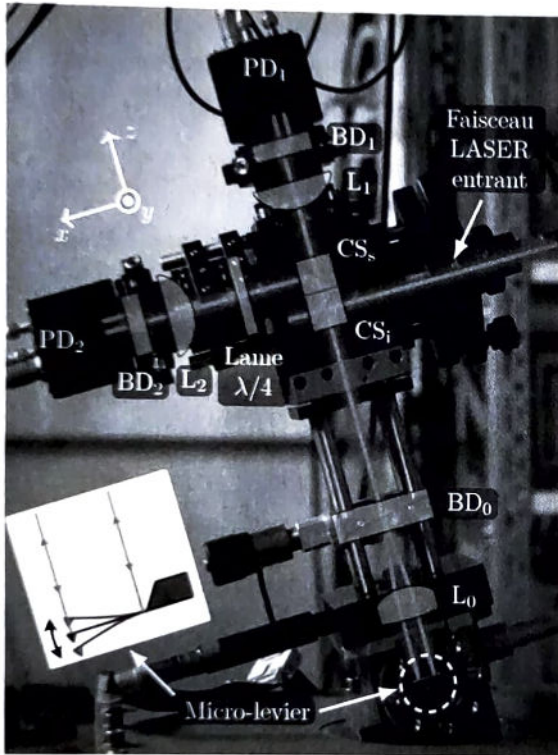 PD₁
BD₁
L₁
Faisceau
LASER
entrant
z
x
y
CSₛ
CSᵢ
PD₂
BD₂
L₂
Lame
λ/4
BD₀
L₀
Micro-levier